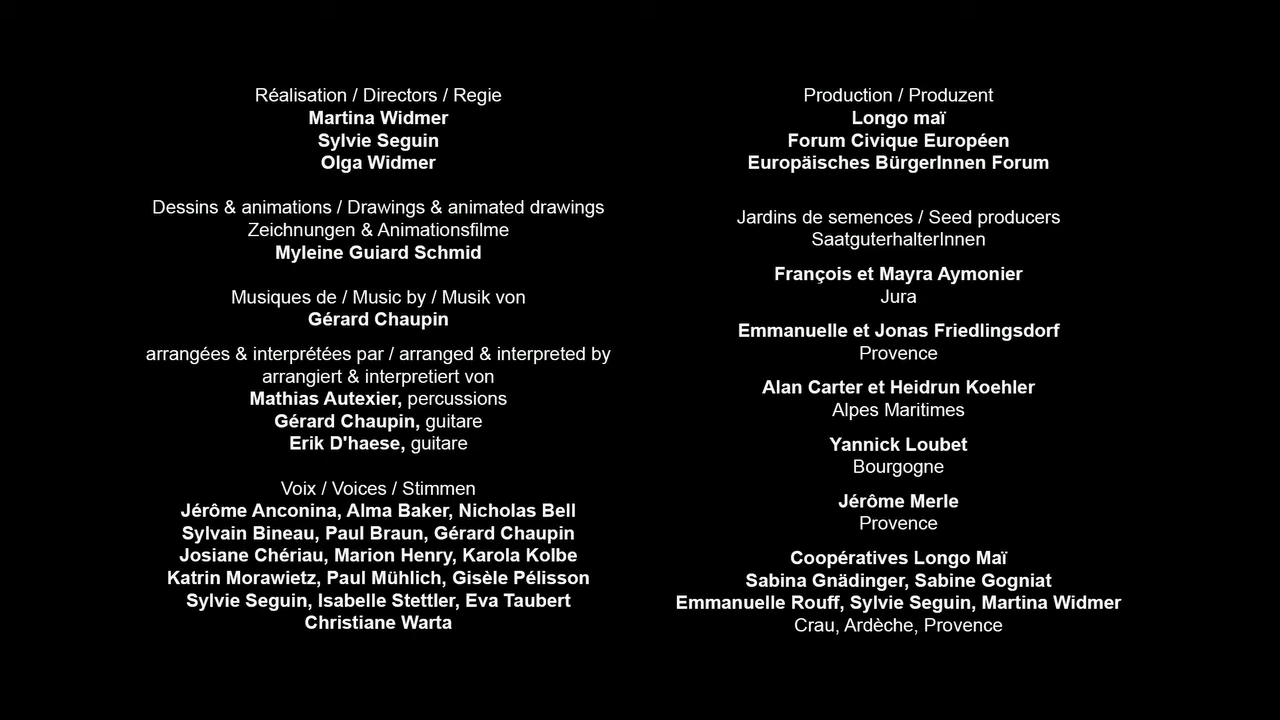 Réalisation / Directors / Regie
Martina Widmer
Sylvie Seguin
Olga Widmer
Dessins & animations / Drawings & animated drawings
Zeichnungen & Animationsfilme
Myleine Guiard Schmid
Musiques de / Music by / Musik von
Gérard Chaupin
arrangées & interprétées par / arranged & interpreted by
arrangiert & interpretiert von
Mathias Autexier, percussions
Gérard Chaupin, guitare
Erik D'haese, guitare
Voix / Voices / Stimmen
Jérôme Anconina, Alma Baker, Nicholas Bell
Sylvain Bineau, Paul Braun, Gérard Chaupin
Josiane Chériau, Marion Henry, Karola Kolbe
Katrin Morawietz, Paul Mühlich, Gisèle Pélisson
Sylvie Seguin, Isabelle Stettler, Eva Taubert
Christiane Warta
Production / Produzent
Longo maï
Forum Civique Européen
Europäisches BürgerInnen Forum
Jardins de semences / Seed producers
SaatguterhalterInnen
François et Mayra Aymonier
Jura
Emmanuelle et Jonas Friedlingsdorf
Provence
Alan Carter et Heidrun Koehler
Alpes Maritimes
Yannick Loubet
Bourgogne
Jérôme Merle
Provence
Coopératives Longo Maï
Sabina Gnädinger, Sabine Gogniat
Emmanuelle Rouff, Sylvie Seguin, Martina Widmer
Crau, Ardèche, Provence